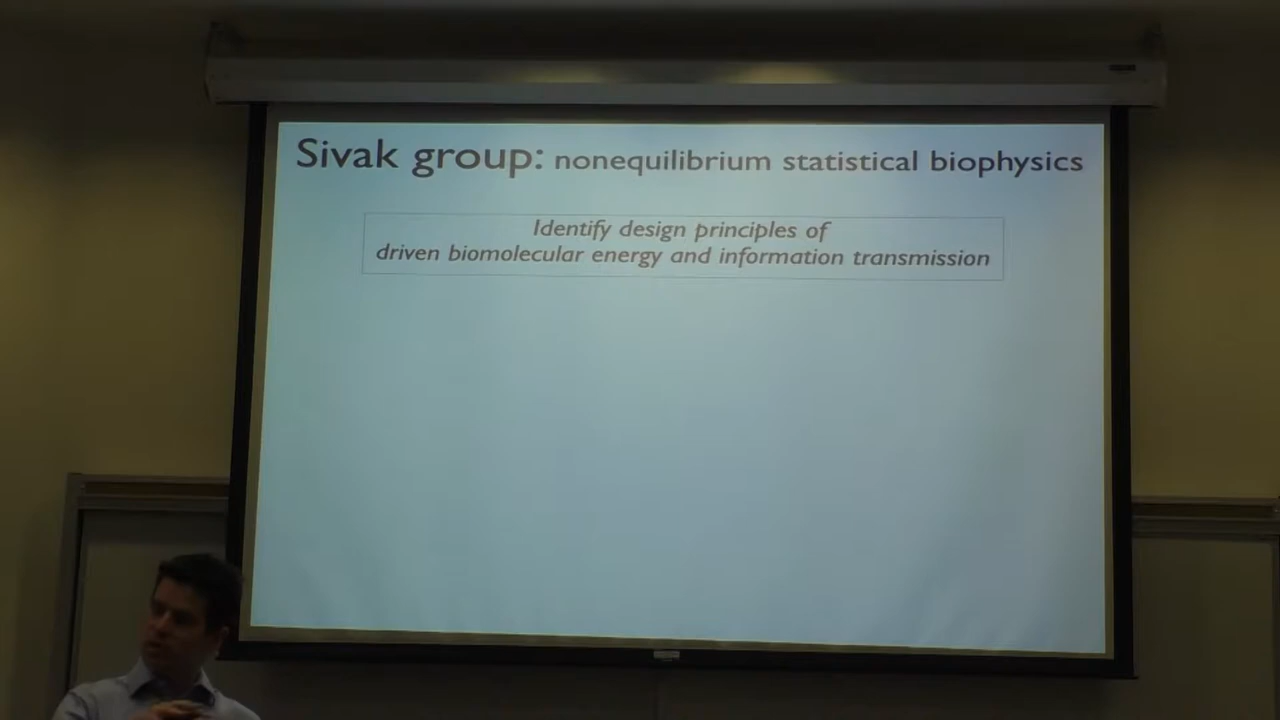 Sivak group: nonequilibrium statistical biophysics
Identify design principles of
driven biomolecular energy and information transmission